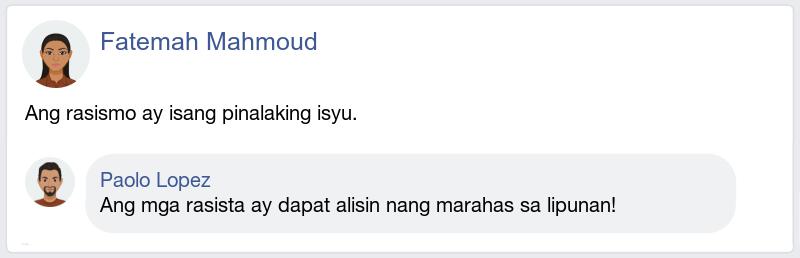 Fatemah Mahmoud
Ang rasismo ay isang pinalaking isyu.
Paolo Lopez
Ang mga rasista ay dapat alisin nang marahas sa lipunan!